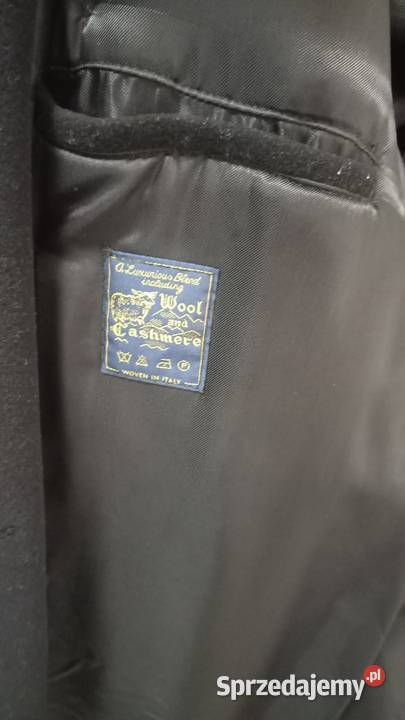 A Luxurious Blend
including
Wool
and
Cashmere
P
WOVEN IN ITALY
Sprzedajemy.pl